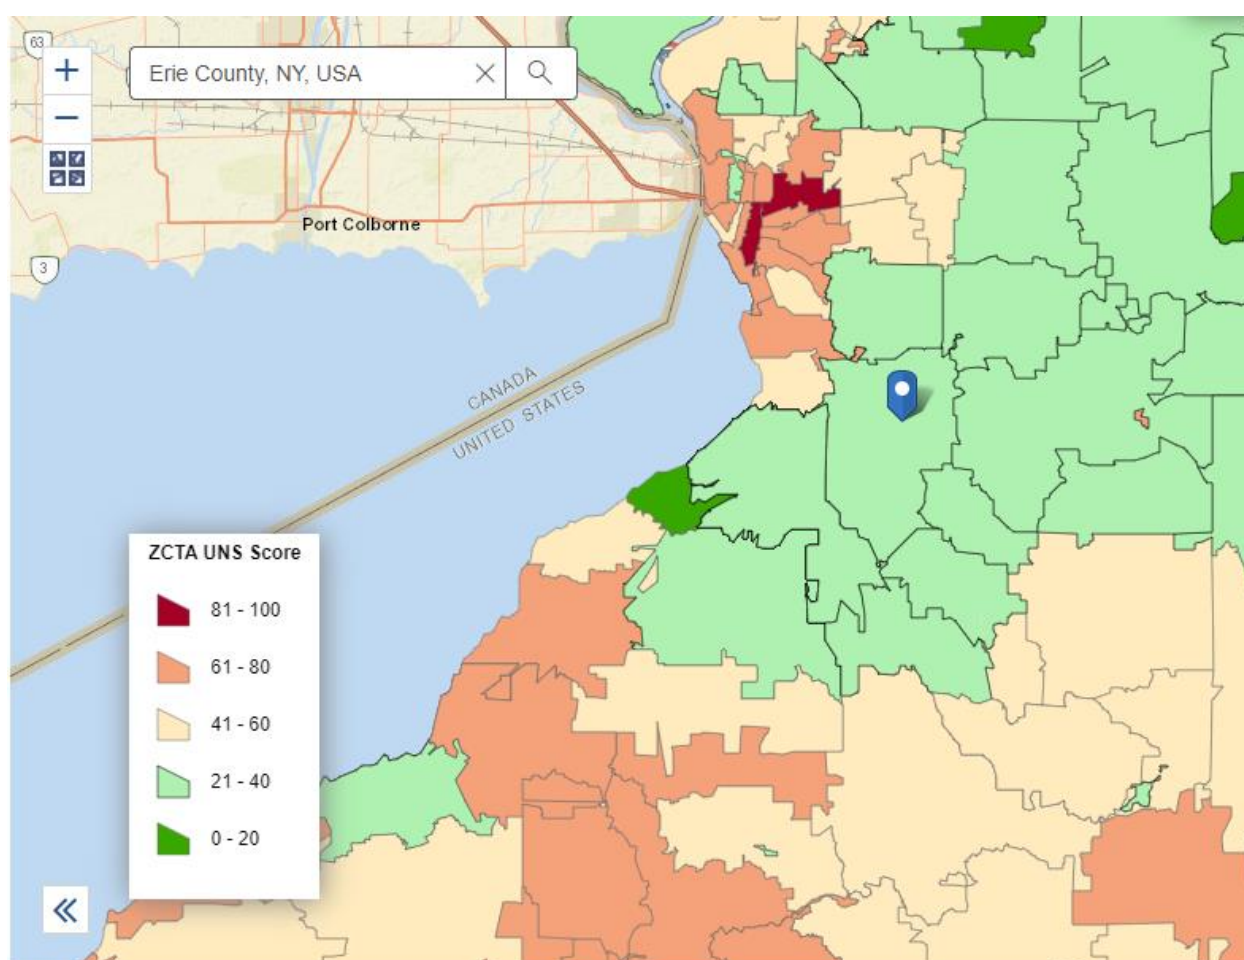 63
Erie County, NY, USA
Port Colborne
3
CANADA
UNITED STATES
ZCTA UNS Score
81 - 100
61 - 80
41 - 60
21 - 40
0 - 20